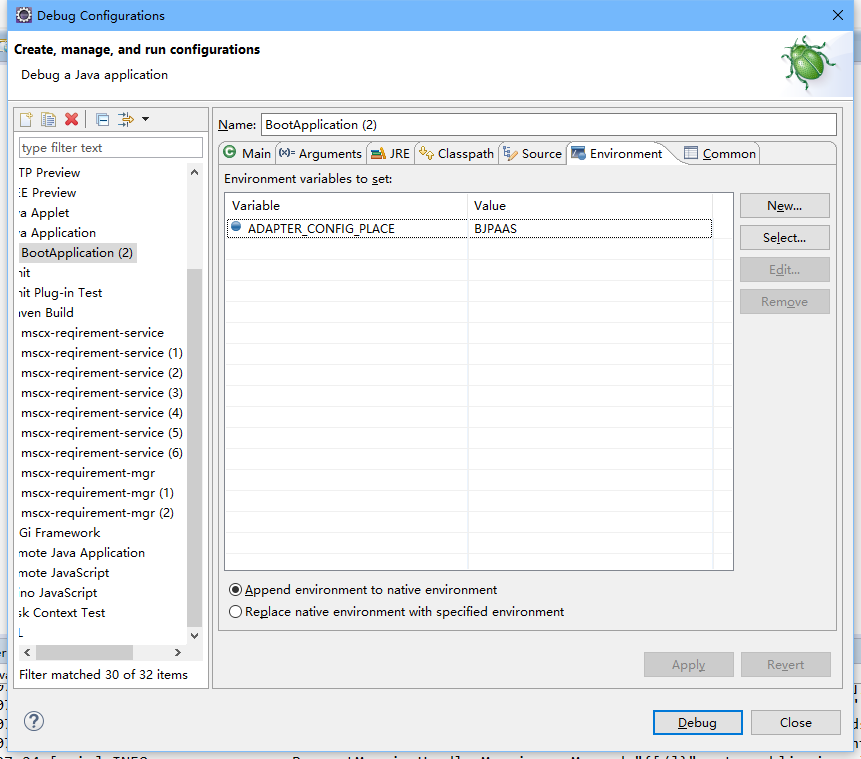 Debug Configurations
Create, manage, and run configurations
Debug a Java application
type filter text
TP Preview
EE Preview
va Applet
va Application
BootApplication (2)
nit
nit Plug-in Test
aven Build
mscx-reqirement-service
mscx-reqirement-service (1)
mscx-reqirement-service (2)
mscx-reqirement-service (3)
mscx-reqirement-service (4)
mscx-reqirement-service (5)
mscx-reqirement-service (6)
mscx-requirement-mgr
mscx-requirement-mgr (1)
mscx-requirement-mgr (2)
Gi Framework
mote Java Application
mote JavaScript
ino JavaScript
sk Context Test
L
Filter matched 30 of 32 items
Name: BootApplication (2)
Main (x)= Arguments JRE Classpath Source Environment Common
Environment variables to set:
Variable Value
ADAPTER_CONFIG_PLACE BJPAAS
New...
Select...
Edit...
Remove
Append environment to native environment
Replace native environment with specified environment
Apply Revert
? Debug Close